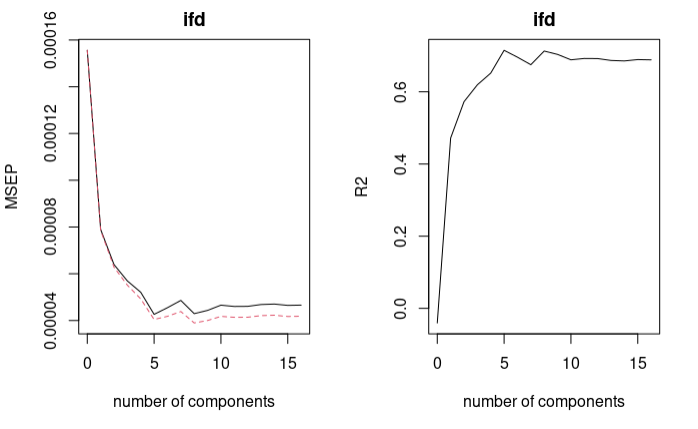 ifd
MSEP
0.00004
0.00008
0.00012
0.00016
0
5
10
15
number of components
ifd
R2
0.0
0.2
0.4
0.6
0
5
10
15
number of components